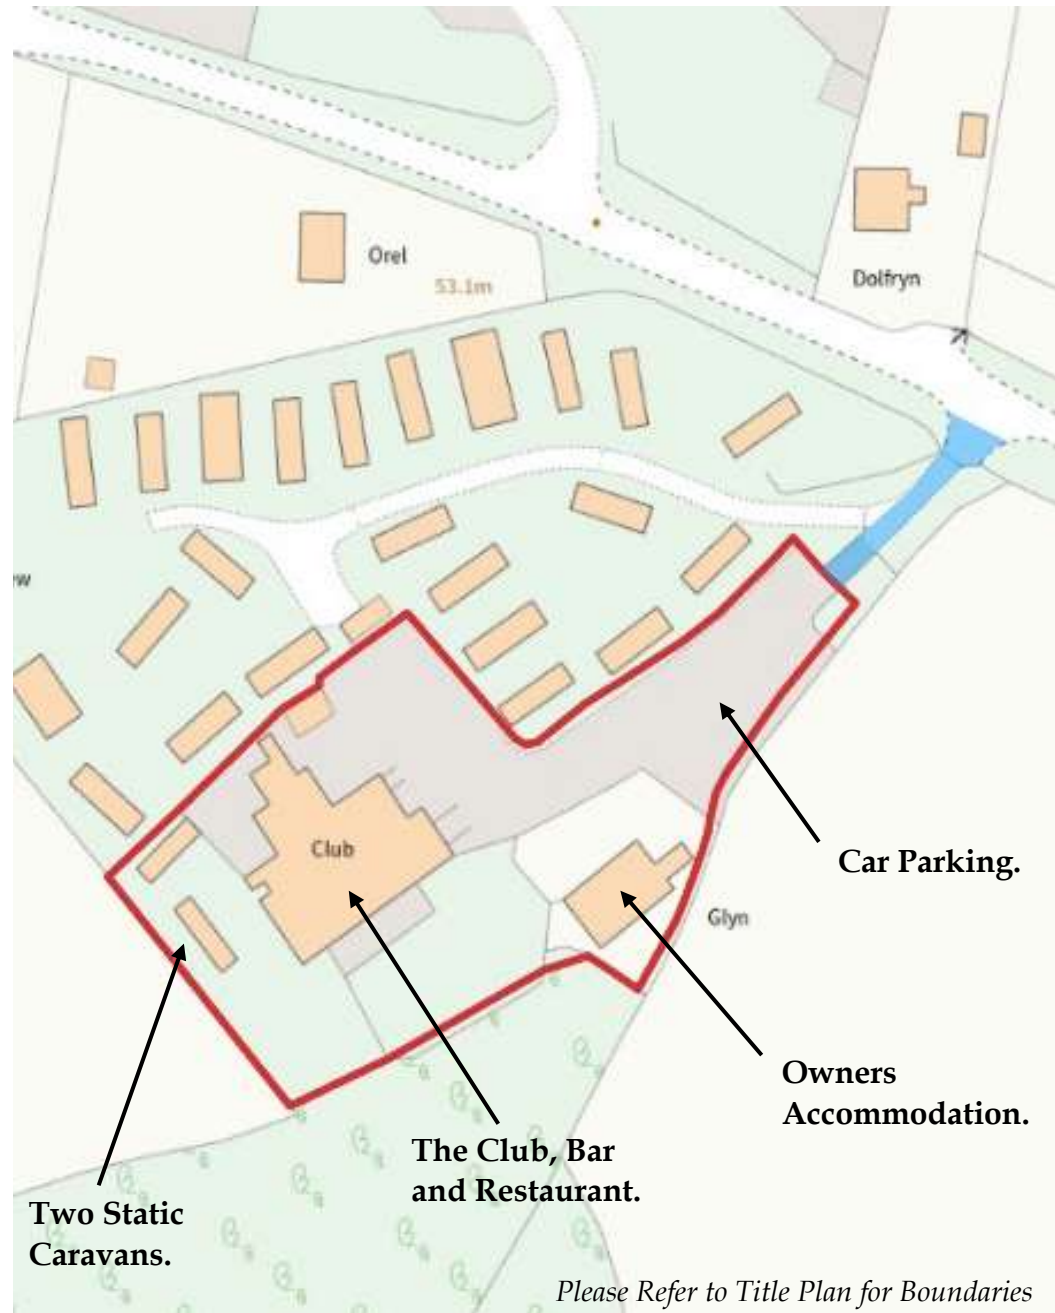 Orel
53.1m
Dolfryn
w
Club
Car Parking.
Glyn
Owners
Accommodation.
The Club, Bar
and Restaurant.
Two Static
Caravans.
Please Refer to Title Plan for Boundaries